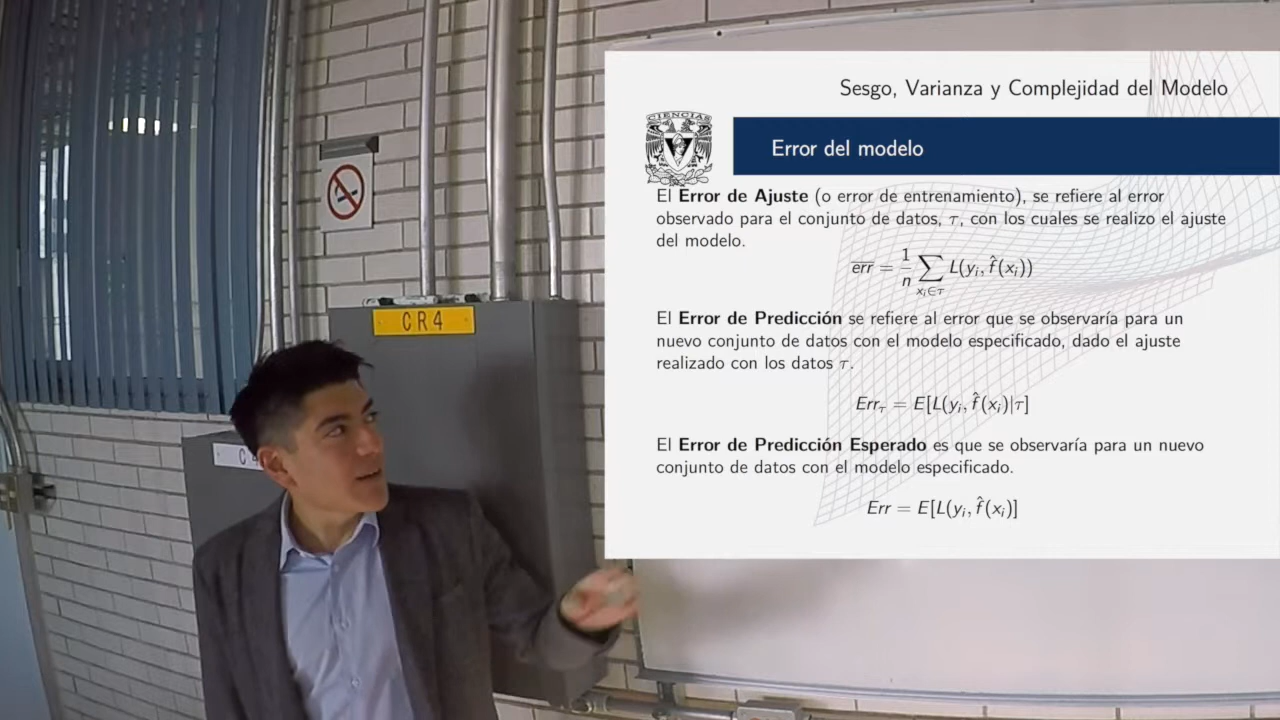 Sesgo, Varianza y Complejidad del Modelo
CIENCIAS
Error del modelo
El Error de Ajuste (o error de entrenamiento), se refiere al error
observado para el conjunto de datos, τ, con los cuales se realizo el ajuste
del modelo.
\overline{err} = \frac{1}{n} \sum_{x_i∈τ} L(y_i, \hat{f}(x_i))
El Error de Predicción se refiere al error que se observaría para un
nuevo conjunto de datos con el modelo especificado, dado el ajuste
realizado con los datos τ.
Err_τ = E[L(y_i, \hat{f}(x_i)|τ]
El Error de Predicción Esperado es que se observaría para un nuevo
conjunto de datos con el modelo especificado.
Err = E[L(y_i, \hat{f}(x_i)]
CR4